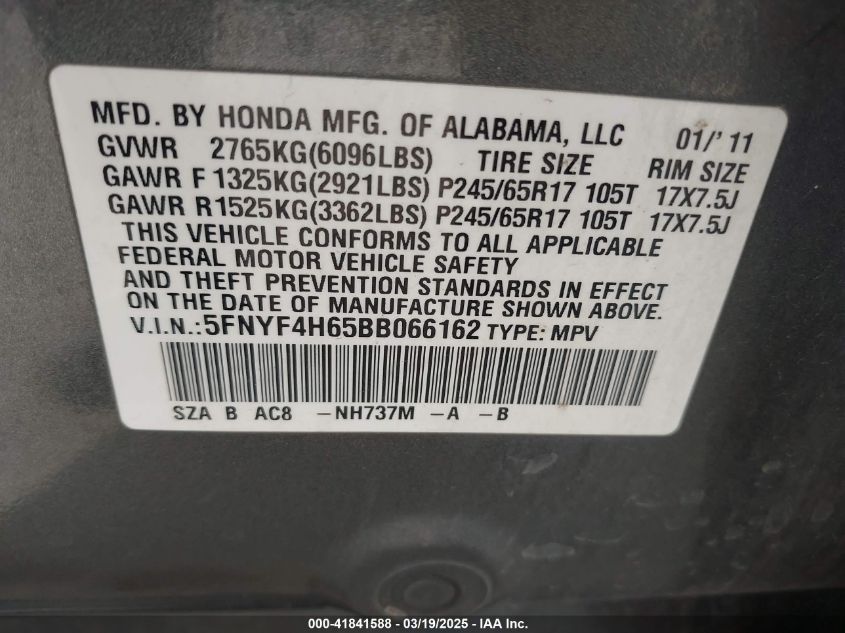 MFD. BY HONDA MFG. OF ALABAMA, LLC 01/'11
GVWR 2765KG(6096LBS) TIRE SIZE RIM SIZE
GAWR F 1325KG(2921LBS) P245/65R17 105T 17X7.5J
GAWR R1525KG(3362LBS) P245/65R17 105T 17X7.5J
THIS VEHICLE CONFORMS TO ALL APPLICABLE
FEDERAL MOTOR VEHICLE SAFETY
AND THEFT PREVENTION STANDARDS IN EFFECT
ON THE DATE OF MANUFACTURE SHOWN ABOVE.
V.I.N.:5FNYF4H65BB066162 TYPE: MPV
SZA B AC8 -NH737M -A -B
000-41841588 - 03/19/2025 - IAAI - Copyright Inc.